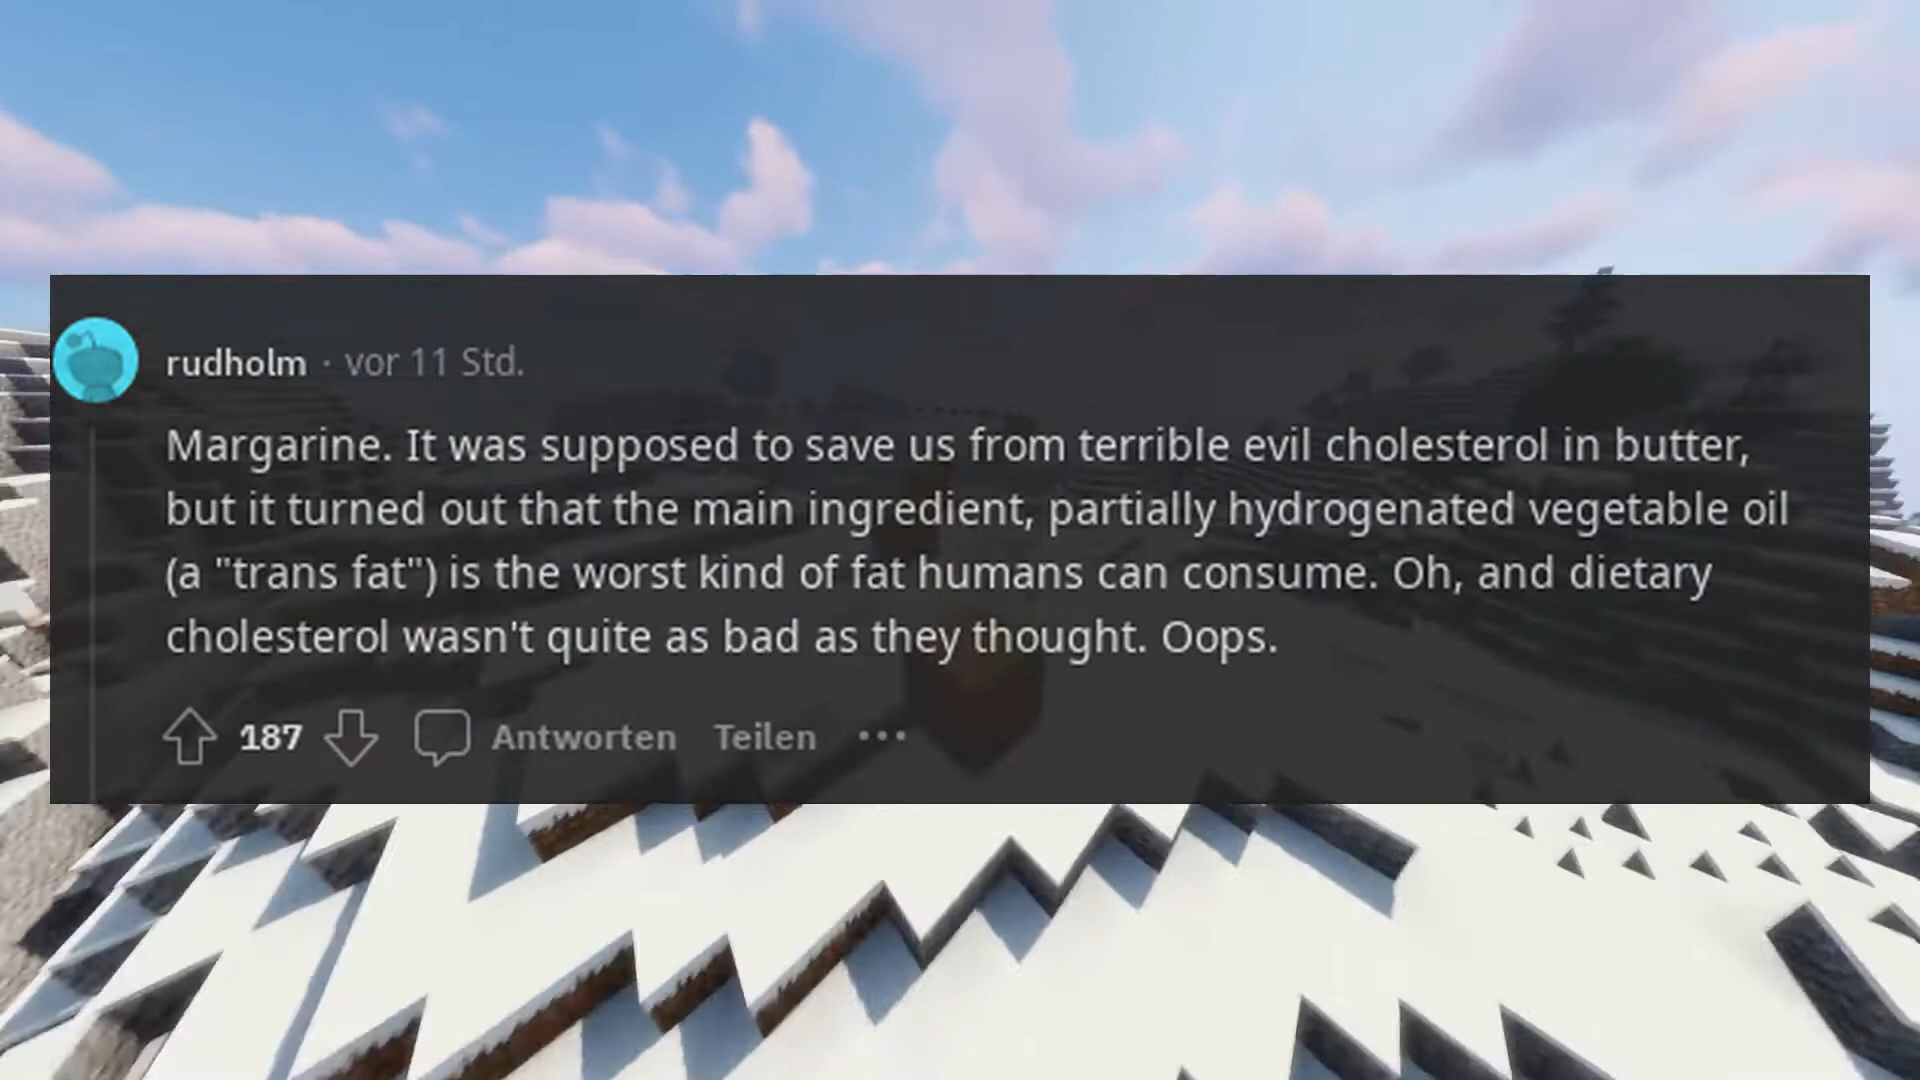 rudholm · vor 11 Std.
Margarine. It was supposed to save us from terrible evil cholesterol in butter,
but it turned out that the main ingredient, partially hydrogenated vegetable oil
(a "trans fat") is the worst kind of fat humans can consume. Oh, and dietary
cholesterol wasn't quite as bad as they thought. Oops.
187 Antworten Teilen •••